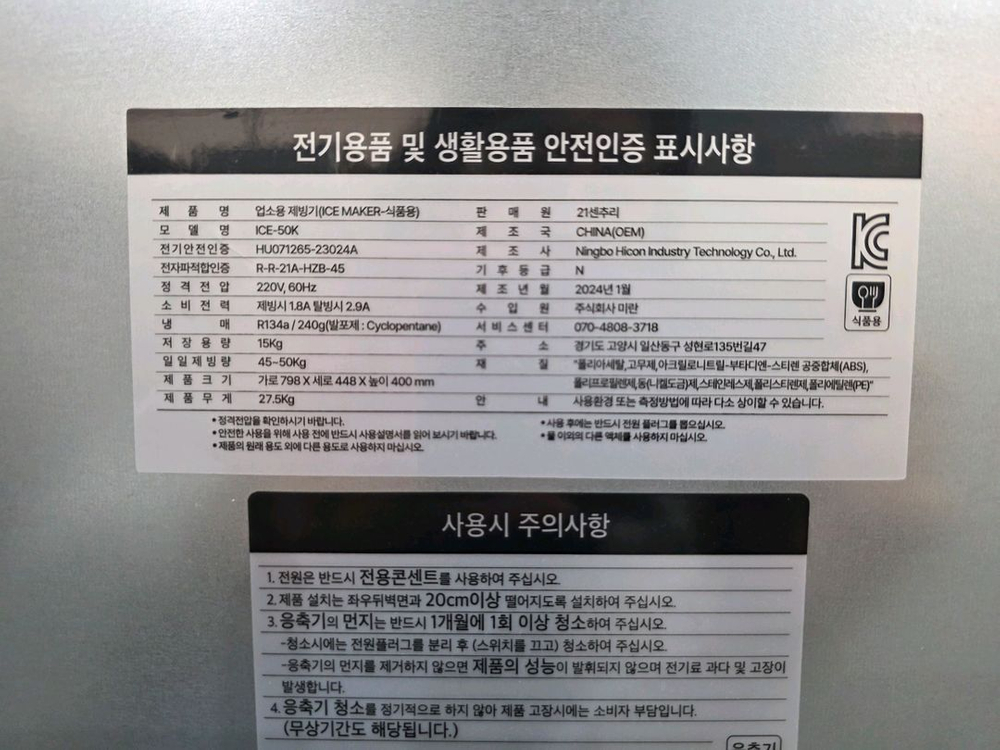 전기용품 및 생활용품 안전인증 표시사항
제품명 업소용 제빙기(ICE MAKER-식품용) 판매원 21센추리
모델명 ICE-50K 제조국 CHINA(OEM)
전기안전인증 HU071265-23024A 제조사 Ningbo Hicon Industry Technology Co., Ltd.
전자파적합인증 R-R-21A-HZB-45 기후등급 N
정격전압 220V, 60Hz 제조년월 2024년 1월
소비전력 제빙시 1.8A 탈빙시 2.9A 수입원 주식회사 미란
냉매 R134a / 240g(발포제 : Cyclopentane) 서비스센터 070-4808-3718
저장용량 15Kg 주소 경기도 고양시 일산동구 성현로135번길47
일일제빙량 45~50Kg 재질 "폴리아세탈,고무제,아크릴로니트릴-부타디엔-스티렌 공중합체(ABS),
제품크기 가로 798 X 세로 448 X 높이 400 mm 폴리프로필렌제,동(니켈도금)제,스테인레스제,폴리스티렌제,폴리에틸렌(PE)"
제품무게 27.5Kg 안내 사용환경 또는 측정방법에 따라 다소 상이할 수 있습니다.
KC
식품용
• 정격전압을 확인하시기 바랍니다. • 사용 후에는 반드시 전원 플러그를 뽑으십시오.
• 안전한 사용을 위해 사용 전에 반드시 사용설명서를 읽어 보시기 바랍니다. • 물 이외의 다른 액체를 사용하지 마십시오.
• 제품의 원래 용도 외에 다른 용도로 사용하지 마십시오.
사용시 주의사항
1. 전원은 반드시 전용콘센트를 사용하여 주십시오.
2. 제품 설치는 좌우뒤벽면과 20cm이상 떨어지도록 설치하여 주십시오.
3. 응축기의 먼지는 반드시 1개월에 1회 이상 청소하여 주십시오.
-청소시에는 전원플러그를 분리 후 (스위치를 끄고) 청소하여 주십시오.
-응축기의 먼지를 제거하지 않으면 제품의 성능이 발휘되지 않으며 전기료 과다 및 고장이
발생합니다.
4. 응축기 청소를 정기적으로 하지 않아 제품 고장시에는 소비자 부담입니다.
(무상기간도 해당됩니다.)
응축기